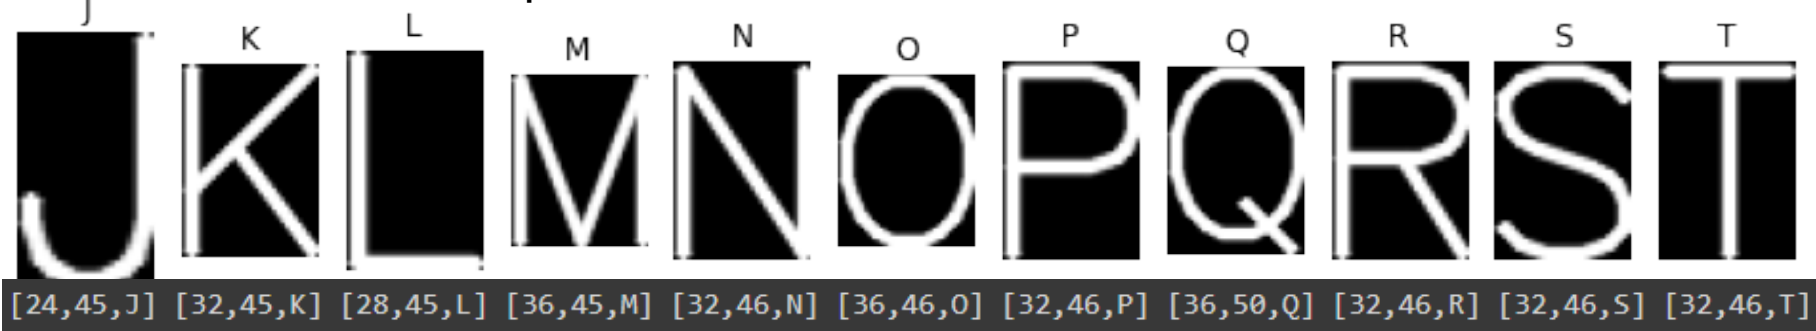 J K L M N O P Q R S T
J K L M N O P Q R S T
[24,45,J] [32,45,K] [28,45,L] [36,45,M] [32,46,N] [36,46,O] [32,46,P] [36,50,Q] [32,46,R] [32,46,S] [32,46,T]